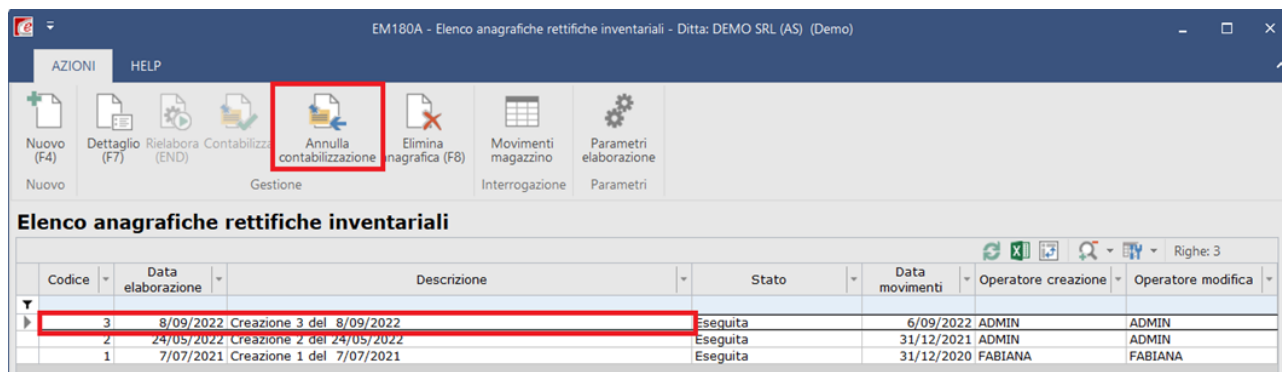 EM180A - Elenco anagrafiche rettifiche inventariali - Ditta: DEMO SRL (AS) (Demo)
AZIONI HELP
Nuovo (F4)
Dettaglio (F7)
Rielabora (END)
Contabilizza
Annulla contabilizzazione
Elimina anagrafica (F8)
Movimenti magazzino
Parametri elaborazione
Nuovo Gestione Interrogazione Parametri
Elenco anagrafiche rettifiche inventariali
Righe: 3
Codice Data elaborazione Descrizione Stato Data movimenti Operatore creazione Operatore modifica
3 8/09/2022 Creazione 3 del 8/09/2022 Eseguita 6/09/2022 ADMIN ADMIN
2 24/05/2022 Creazione 2 del 24/05/2022 Eseguita 31/12/2021 ADMIN ADMIN
1 7/07/2021 Creazione 1 del 7/07/2021 Eseguita 31/12/2020 FABIANA FABIANA